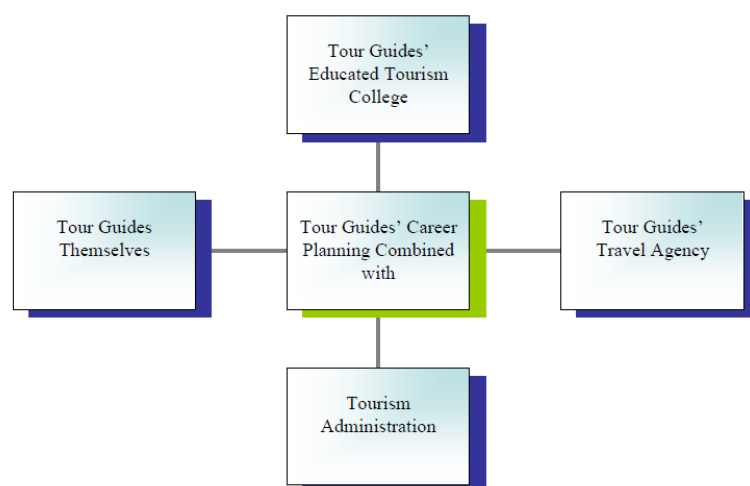 Tour Guides’
Educated Tourism
College
Tour Guides
Themselves
Tour Guides’ Career
Planning Combined
with
Tour Guides’
Travel Agency
Tourism
Administration